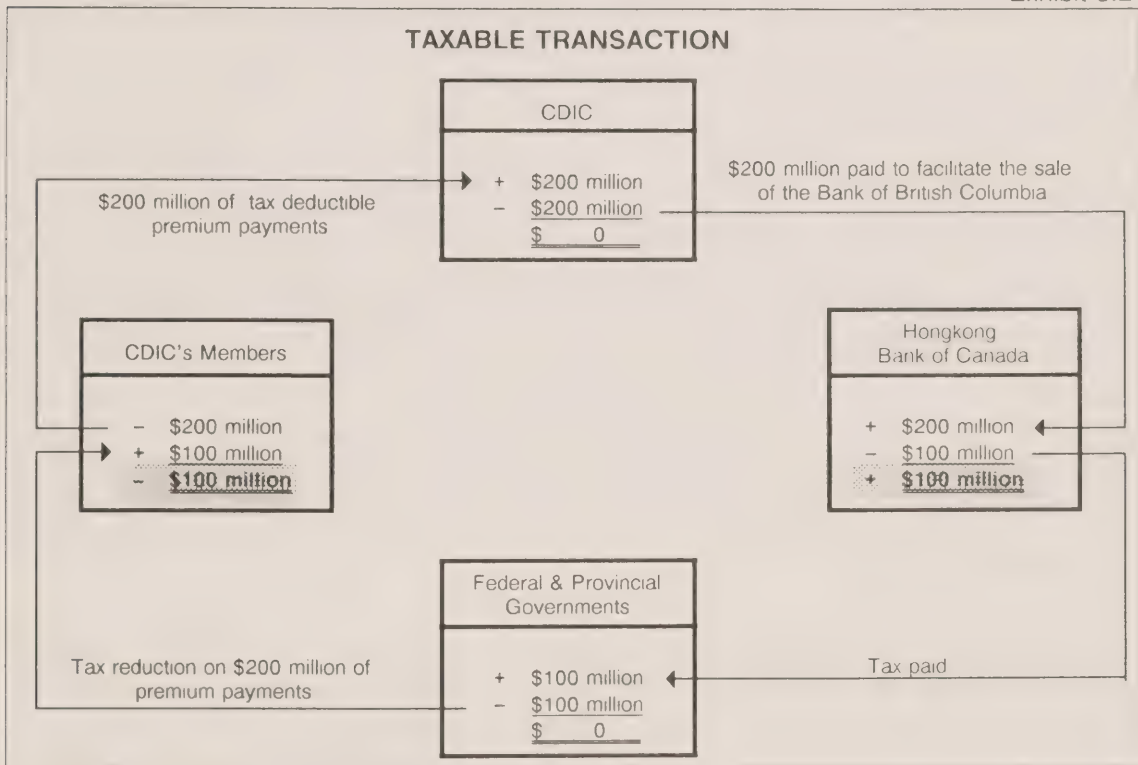 TAXABLE TRANSACTION
CDIC
+ $200 million
- $200 million
$ 0
$200 million of tax deductible
premium payments
$200 million paid to facilitate the sale
of the Bank of British Columbia
CDIC's Members
- $200 million
+ $100 million
- $100 million
Hongkong
Bank of Canada
+ $200 million
- $100 million
+ $100 million
Federal & Provincial
Governments
+ $100 million
- $100 million
$ 0
Tax reduction on $200 million of
premium payments
Tax paid